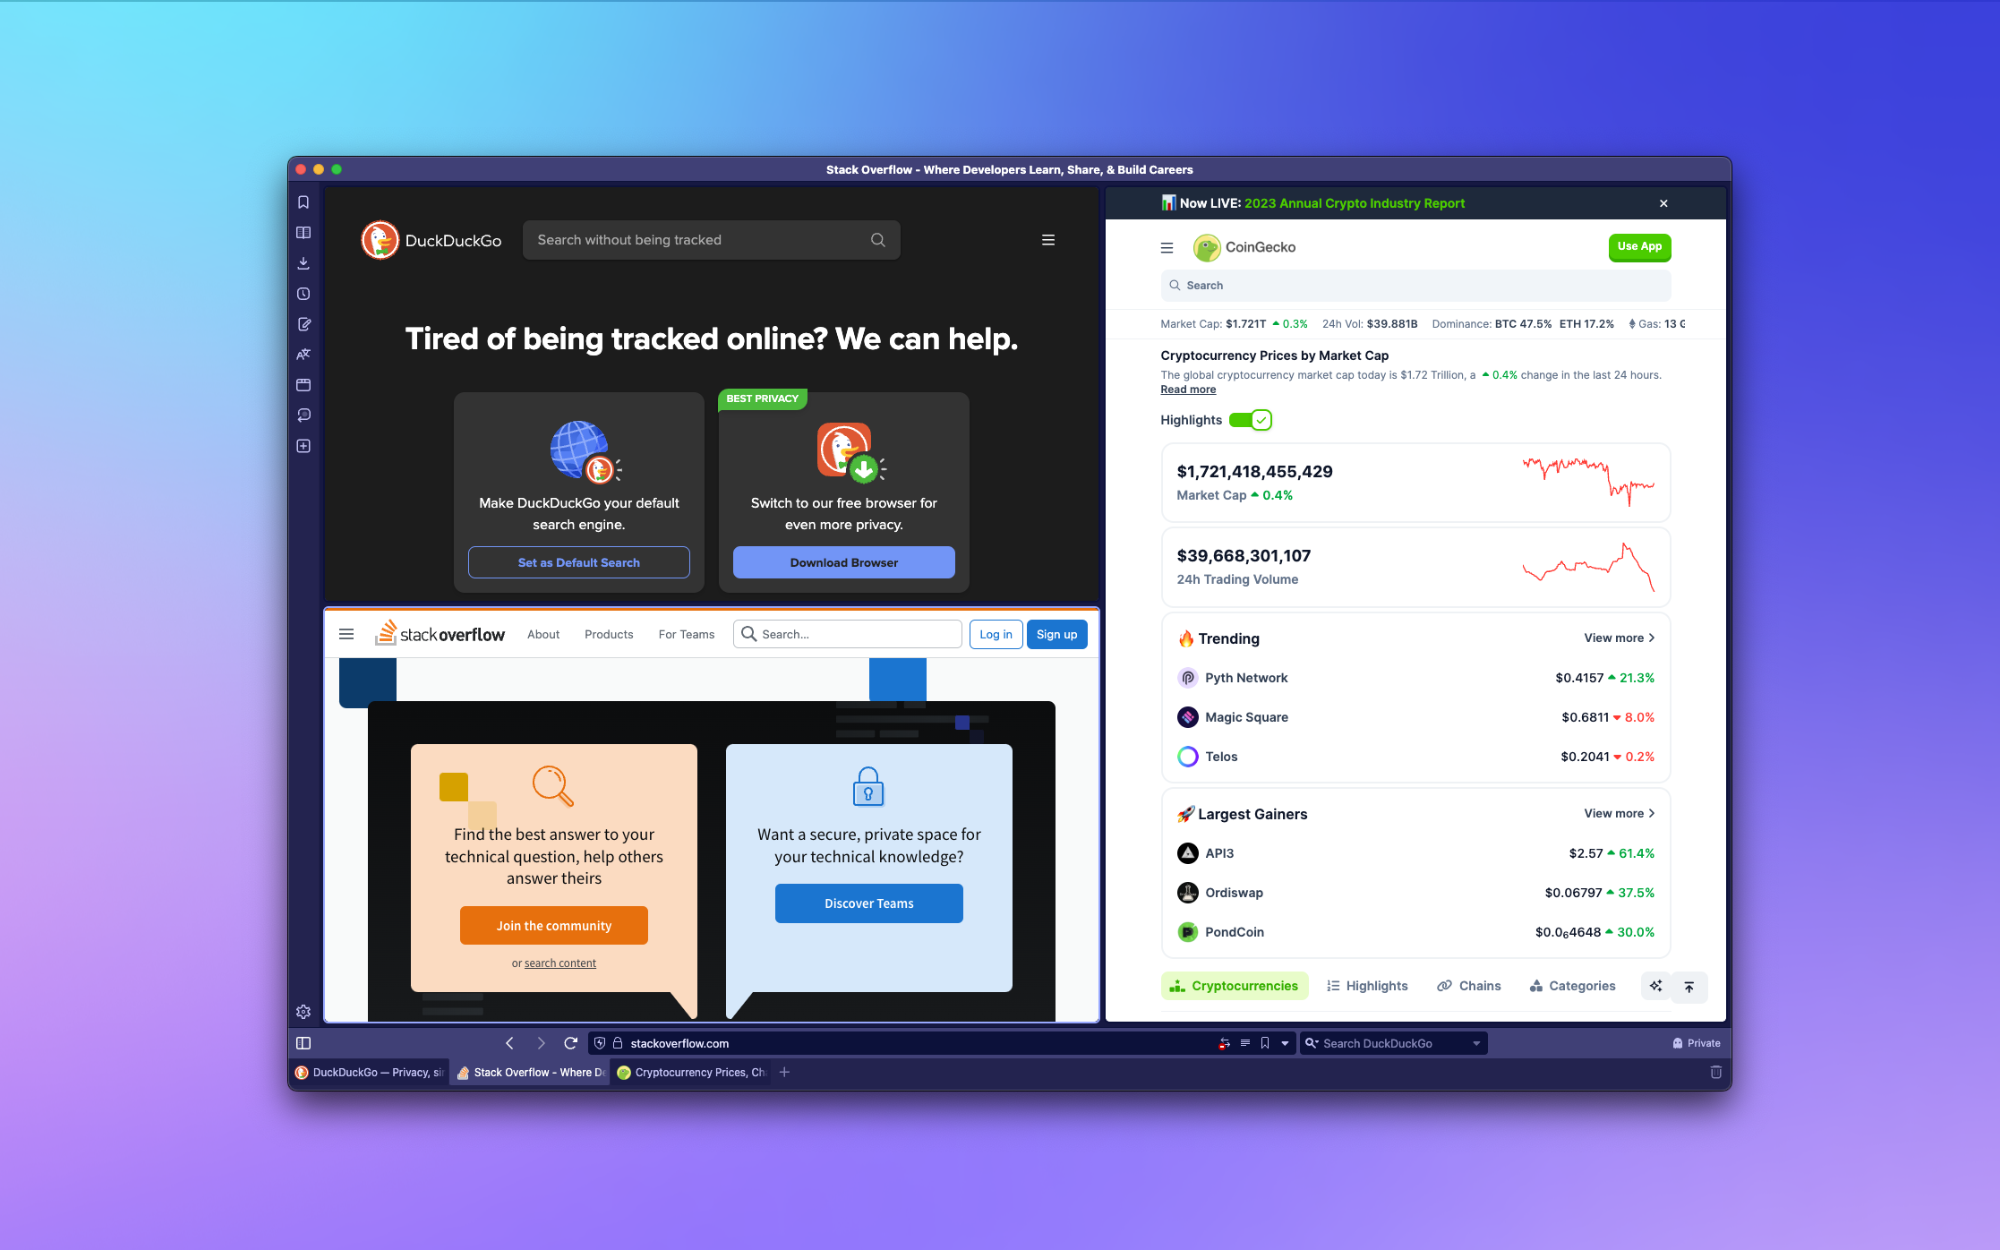 Stack Overflow - Where Developers Learn, Share, & Build Careers
DuckDuckGo
Search without being tracked
Tired of being tracked online? We can help.
Make DuckDuckGo your default
search engine.
Set as Default Search
BEST PRIVACY
Switch to our free browser for
even more privacy.
Download Browser
stackoverflow
About
Products
For Teams
Search...
Log in
Sign up
Find the best answer to your
technical question, help others
answer theirs
Join the community
or search content
Want a secure, private space for
your technical knowledge?
Discover Teams
Now LIVE: 2023 Annual Crypto Industry Report
CoinGecko
Use App
Search
Market Cap: $1.721T 0.3% 24h Vol: $39.881B Dominance: BTC 47.5% ETH 17.2% Gas: 13 G
Cryptocurrency Prices by Market Cap
The global cryptocurrency market cap today is $1.72 Trillion, a 0.4% change in the last 24 hours.
Read more
Highlights
$1,721,418,455,429
Market Cap 0.4%
$39,668,301,107
24h Trading Volume
Trending View more
Pyth Network $0.4157 21.3%
Magic Square $0.6811 8.0%
Telos $0.2041 0.2%
Largest Gainers View more
API3 $2.57 61.4%
Ordiswap $0.06797 37.5%
PondCoin $0.0₆4648 30.0%
Cryptocurrencies Highlights Chains Categories
stackoverflow.com
Search DuckDuckGo
Private
DuckDuckGo — Privacy, si
Stack Overflow - Where De
Cryptocurrency Prices, Ch